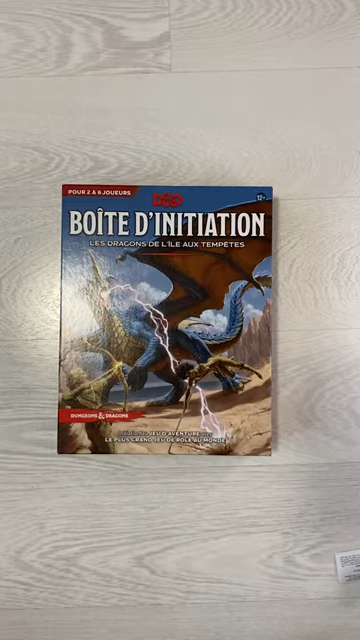 POUR 2 À 6 JOUEURS
D&D
12+
BOÎTE D'INITIATION
LES DRAGONS DE L'ÎLE AUX TEMPÊTES
DUNGEONS & DRAGONS
JEU D'AVENTURE
LE PLUS GRAND JEU DE RÔLE AU MONDE